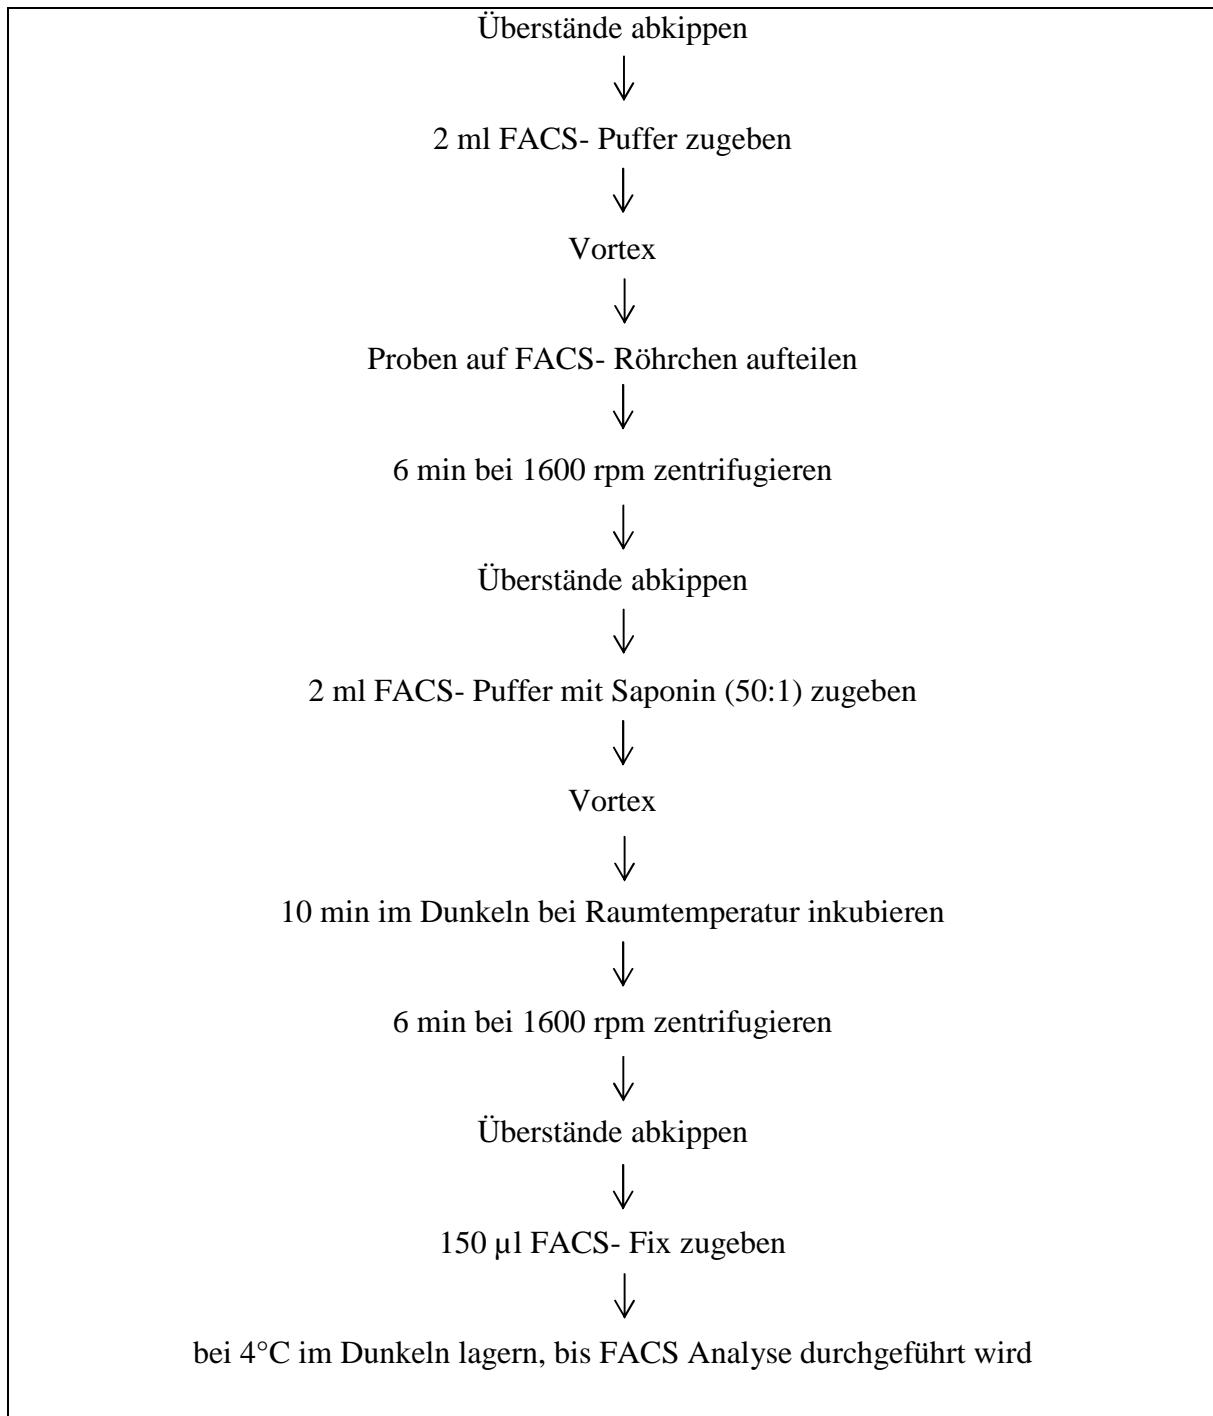 Überstände abkippen
2 ml FACS- Puffer zugeben
Vortex
Proben auf FACS- Röhrchen aufteilen
6 min bei 1600 rpm zentrifugieren
Überstände abkippen
2 ml FACS- Puffer mit Saponin (50:1) zugeben
Vortex
10 min im Dunkeln bei Raumtemperatur inkubieren
6 min bei 1600 rpm zentrifugieren
Überstände abkippen
150 µl FACS- Fix zugeben
bei 4°C im Dunkeln lagern, bis FACS Analyse durchgeführt wird